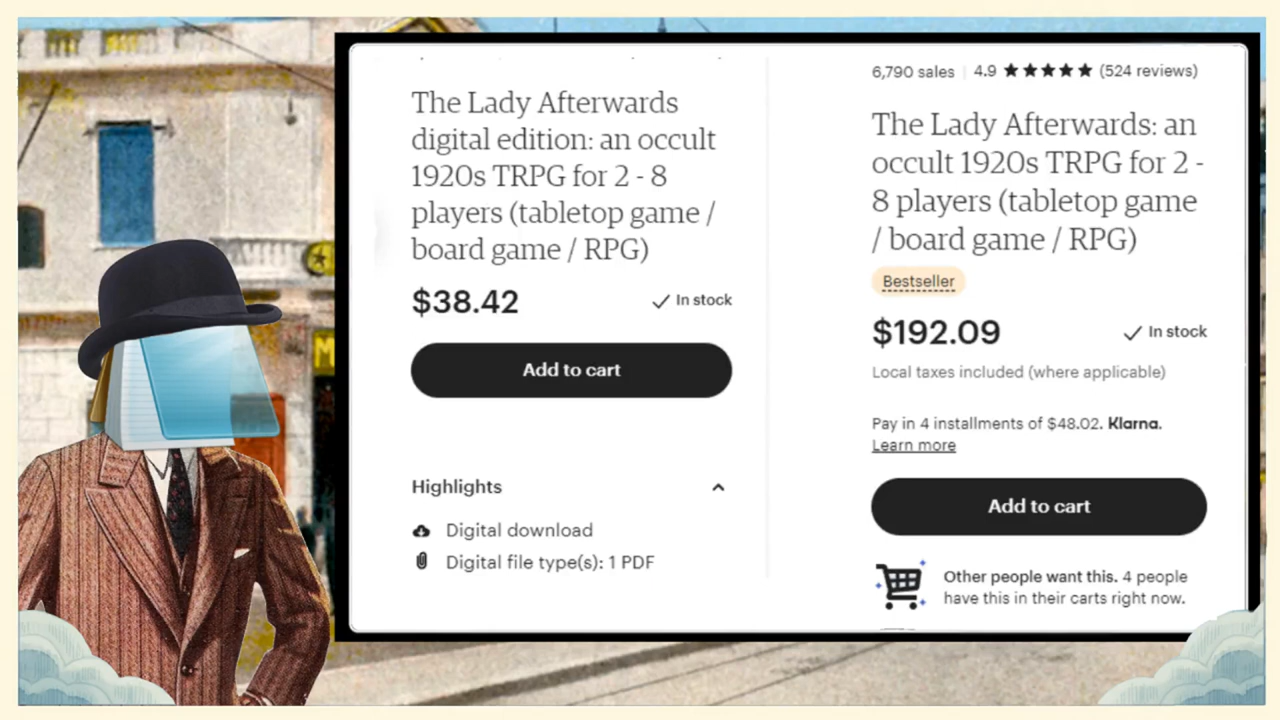 The Lady Afterwards
digital edition: an occult
1920s TRPG for 2 - 8
players (tabletop game /
board game / RPG)
$38.42
In stock
Add to cart
Highlights
Digital download
Digital file type(s): 1 PDF
6,790 sales | 4.9 ★★★★★ (524 reviews)
The Lady Afterwards: an
occult 1920s TRPG for 2 -
8 players (tabletop game
/ board game / RPG)
Bestseller
$192.09
In stock
Local taxes included (where applicable)
Pay in 4 installments of $48.02. Klarna.
Learn more
Add to cart
Other people want this. 4 people
have this in their carts right now.